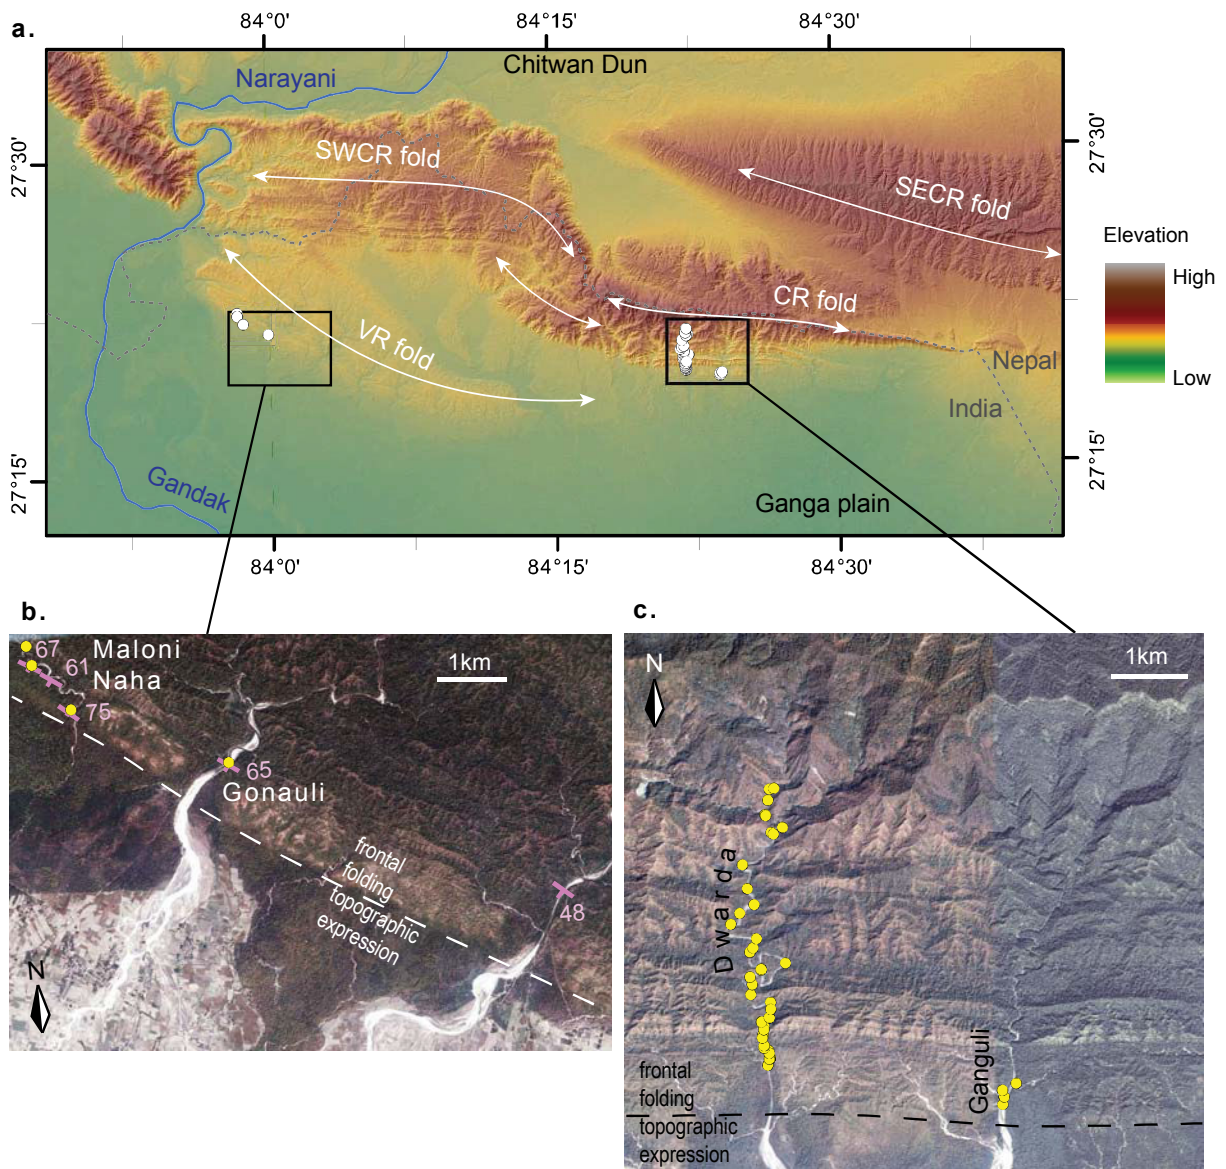 a.
84°0'
84°15'
84°30'
Narayani
Chitwan Dun
27°30'
27°30'
SWCR fold
SECR fold
Elevation
High
Low
CR fold
VR fold
Nepal
India
27°15'
27°15'
Gandak
Ganga plain
84°0'
84°15'
84°30'
b.
67
Maloni
61
Naha
75
1km
65
Gonauli
frontal
folding
topographic
expression
48
N
c.
N
1km
Dwarda
Ganguli
frontal
folding
topographic
expression